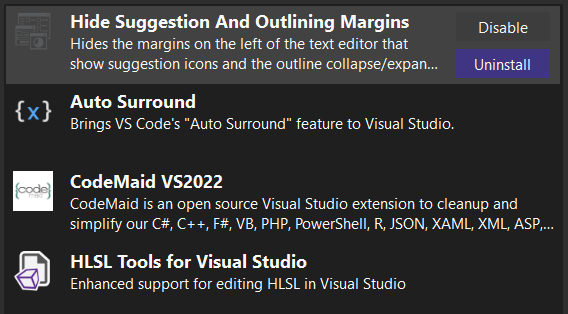 Hide Suggestion And Outlining Margins
Disable
Hides the margins on the left of the text editor that
show suggestion icons and the outline collapse/expan...
Uninstall
{x}
Auto Surround
Brings VS Code's "Auto Surround" feature to Visual Studio.
{code
maid
CodeMaid VS2022
CodeMaid is an open source Visual Studio extension to cleanup and
simplify our C#, C++, F#, VB, PHP, PowerShell, R, JSON, XAML, XML, ASP,...
HLSL Tools for Visual Studio
Enhanced support for editing HLSL in Visual Studio